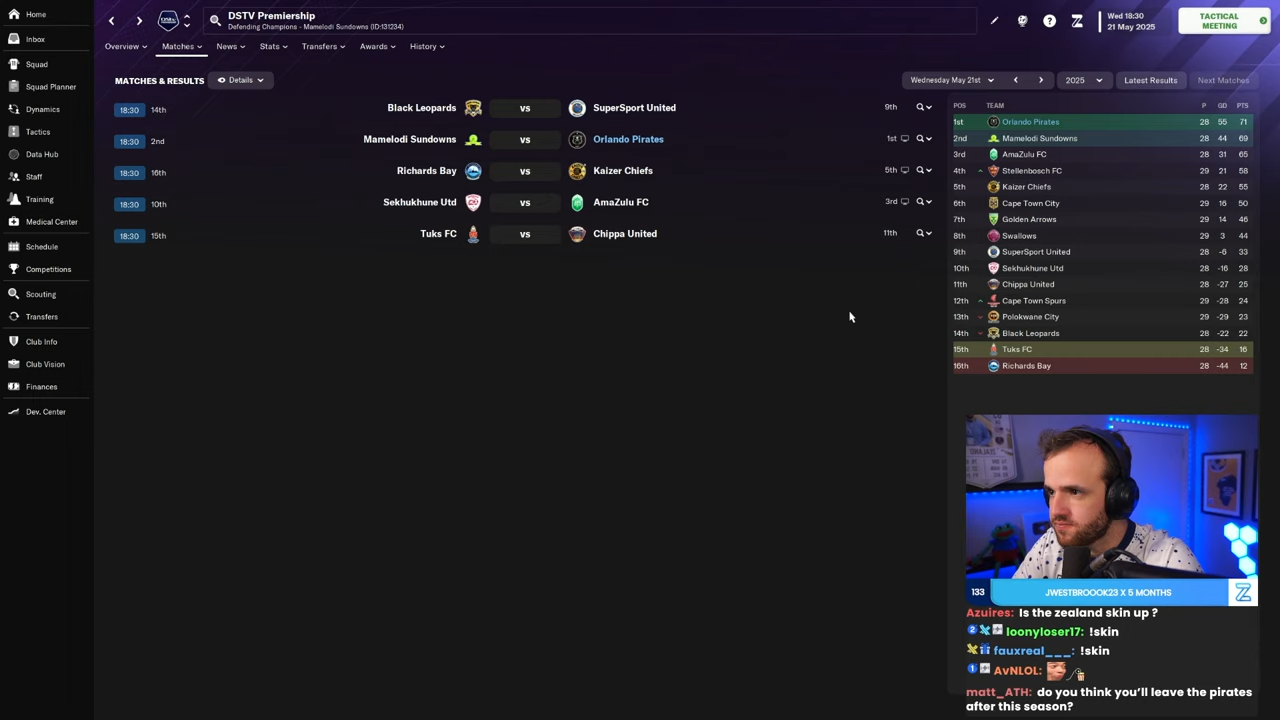 Home
Inbox
Squad
Squad Planner
Dynamics
Tactics
Data Hub
Staff
Training
Medical Center
Schedule
Competitions
Scouting
Transfers
Club Info
Club Vision
Finances
Dev. Center
DSTV Premiership
Defending Champions - Mamelodi Sundowns (ID:131234)
Wed 18:30
21 May 2025
TACTICAL
MEETING
Overview Matches News Stats Transfers Awards History
MATCHES & RESULTS Details
Wednesday May 21st 2025 Latest Results Next Matches
18:30 14th Black Leopards vs SuperSport United 9th
18:30 2nd Mamelodi Sundowns vs Orlando Pirates 1st
18:30 16th Richards Bay vs Kaizer Chiefs 5th
18:30 10th Sekhukhune Utd vs AmaZulu FC 3rd
18:30 15th Tuks FC vs Chippa United 11th
POS TEAM P GD PTS
1st Orlando Pirates 28 55 71
2nd Mamelodi Sundowns 28 44 69
3rd AmaZulu FC 28 31 65
4th Stellenbosch FC 29 21 58
5th Kaizer Chiefs 28 22 55
6th Cape Town City 29 16 50
7th Golden Arrows 29 14 46
8th Swallows 29 3 44
9th SuperSport United 28 -6 33
10th Sekhukhune Utd 28 -16 28
11th Chippa United 28 -27 25
12th Cape Town Spurs 29 -28 24
13th Polokwane City 29 -29 23
14th Black Leopards 28 -22 22
15th Tuks FC 28 -34 16
16th Richards Bay 28 -44 12
133 JWESTBROOOK23 X 5 MONTHS
Azuires: Is the zealand skin up ?
loonyloser17: !skin
fauxreal___: !skin
AvNLOL:
matt_ATH: do you think you'll leave the pirates
after this season?